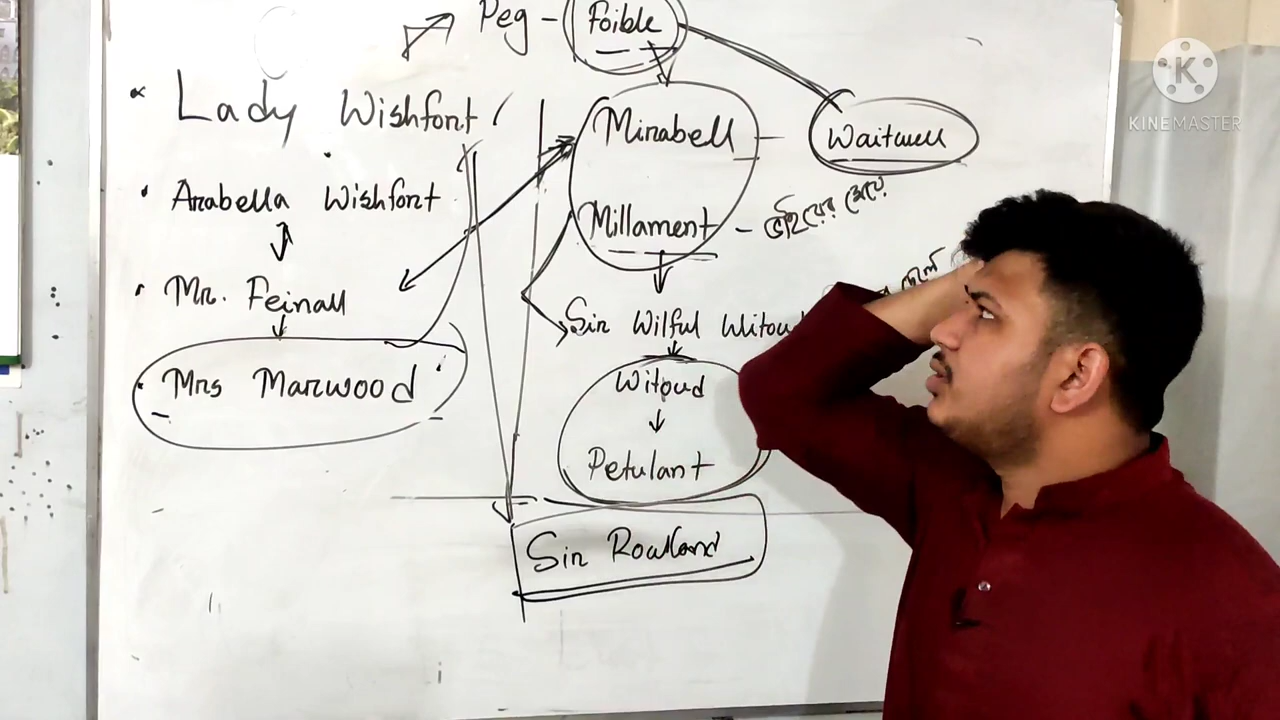 Peg - Foible
Lady Wishfort
Mirabell - Waitwell
Arabella Wishfort
Millament - ভাইয়ের মেয়ে
Mr. Feinall
Sir Wilful Witoud
Mrs Marwood
Witoud
Petulant
Sir Rowland
KINEMASTER